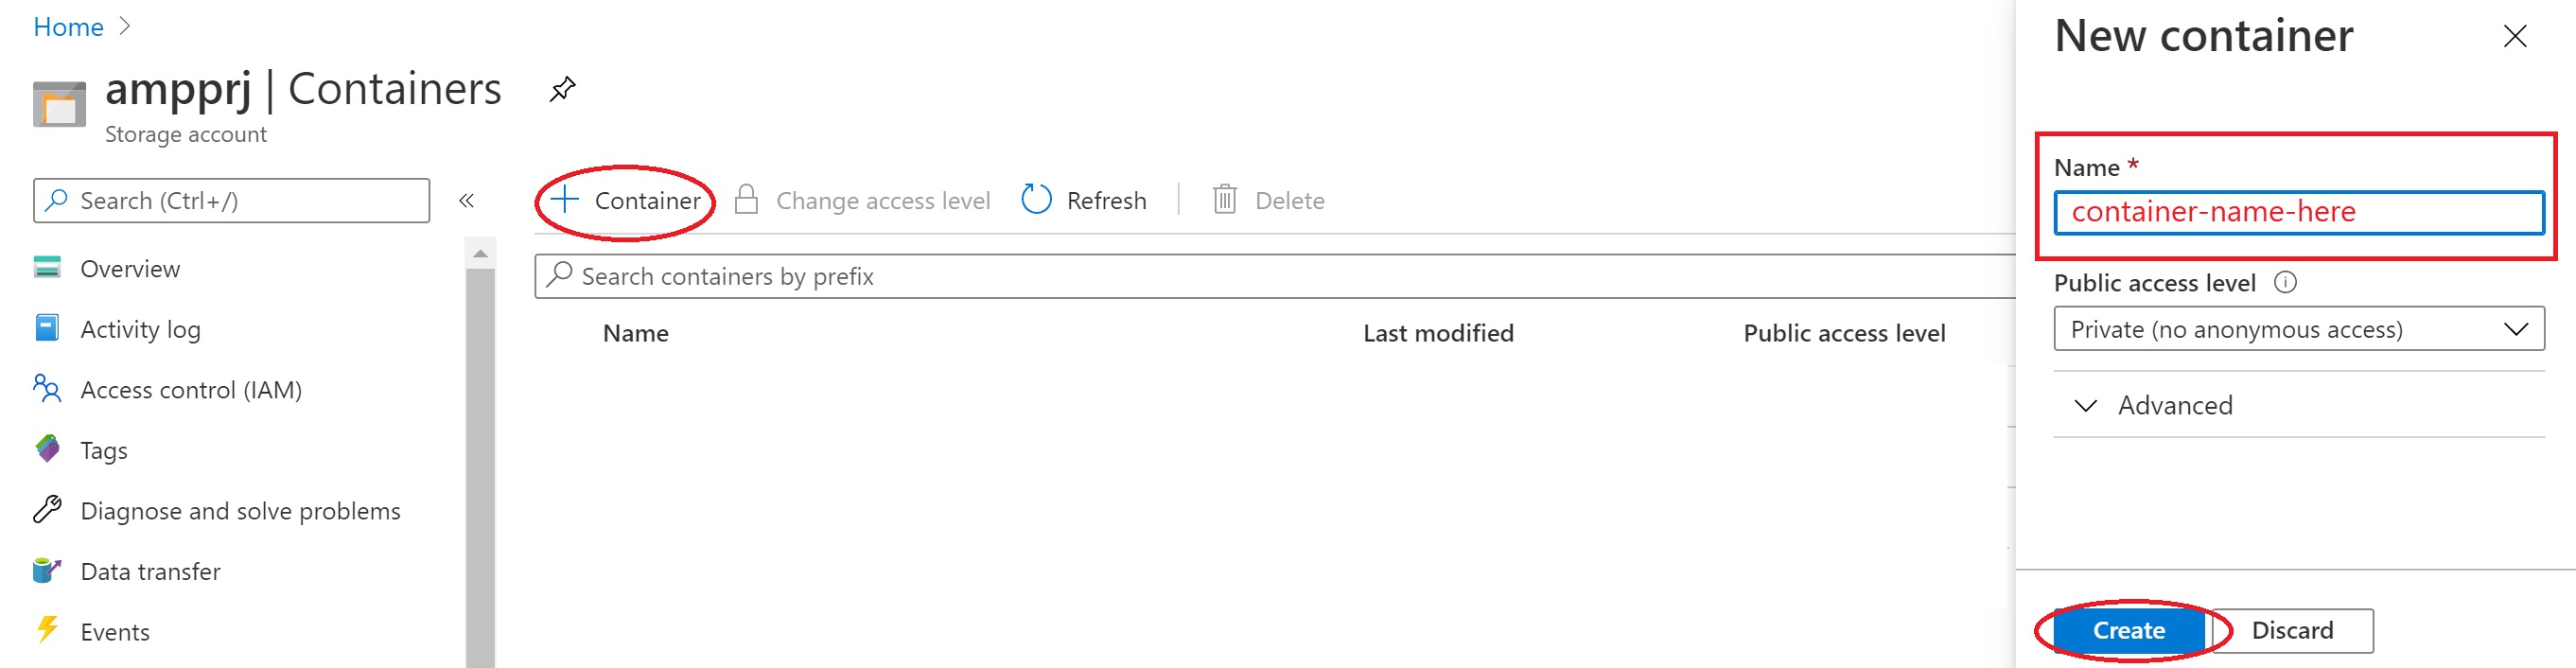 Home
ampprj | Containers
Storage account
Search (Ctrl+/)
Overview
Activity log
Access control (IAM)
Tags
Diagnose and solve problems
Data transfer
Events
Container
Change access level
Refresh
Delete
Search containers by prefix
Name
Last modified
Public access level
New container
Name *
container-name-here
Public access level
Private (no anonymous access)
Advanced
Create
Discard